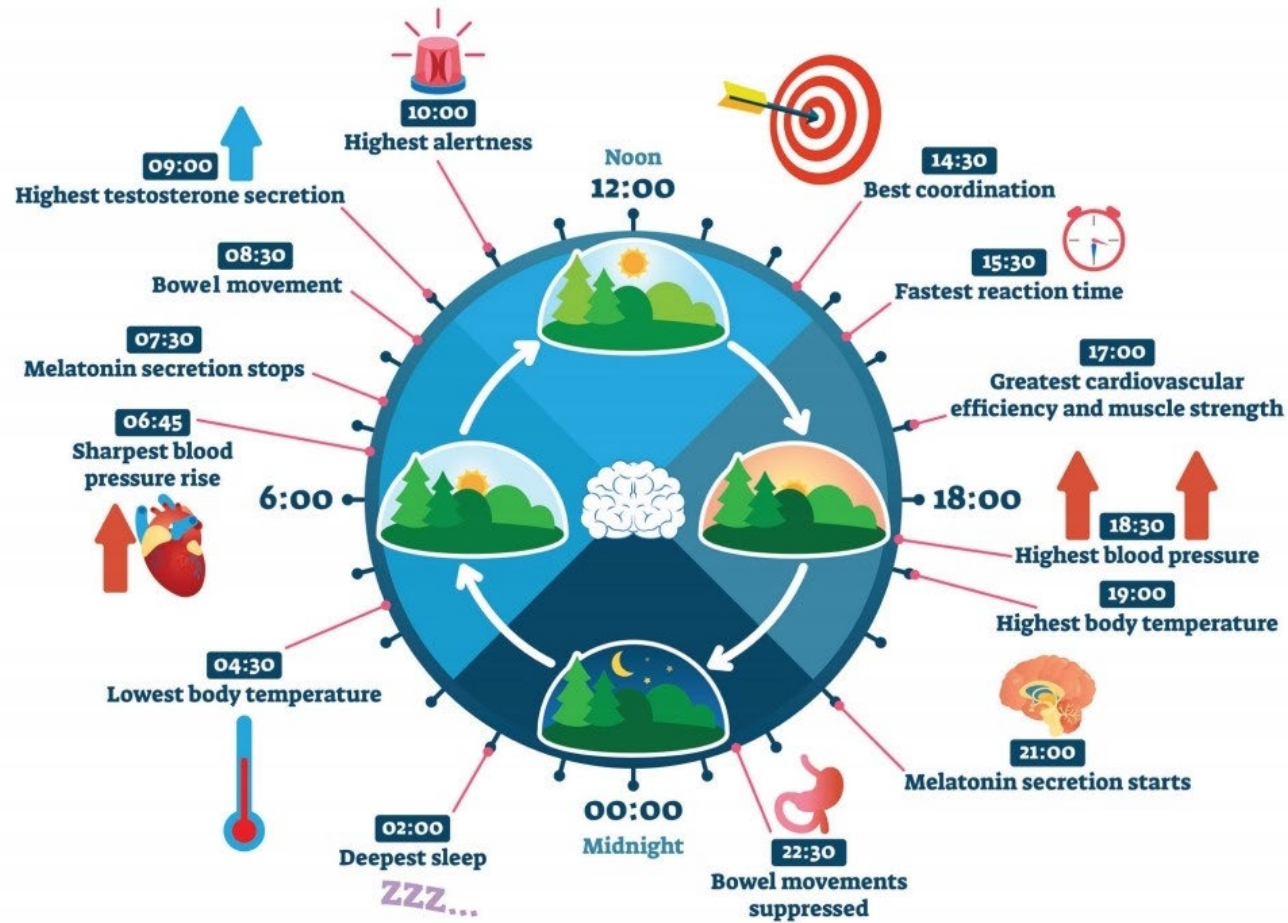 10:00
Highest alertness
09:00
Highest testosterone secretion
08:30
Bowel movement
07:30
Melatonin secretion stops
06:45
Sharpest blood
pressure rise
6:00
04:30
Lowest body temperature
02:00
Deepest sleep
ZZZ...
Noon
12:00
14:30
Best coordination
15:30
Fastest reaction time
17:00
Greatest cardiovascular
efficiency and muscle strength
18:00
18:30
Highest blood pressure
19:00
Highest body temperature
21:00
Melatonin secretion starts
22:30
Bowel movements
suppressed
00:00
Midnight